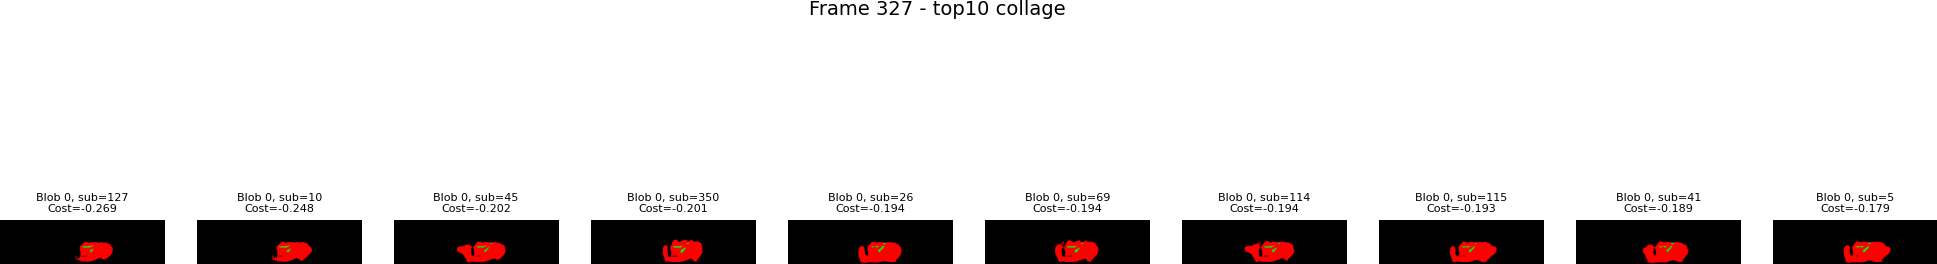 Frame 327 - top10 collage
Blob 0, sub=127
Cost=-0.269
Blob 0, sub=10
Cost=-0.248
Blob 0, sub=45
Cost=-0.202
Blob 0, sub=350
Cost=-0.201
Blob 0, sub=26
Cost=-0.194
Blob 0, sub=69
Cost=-0.194
Blob 0, sub=114
Cost=-0.194
Blob 0, sub=115
Cost=-0.193
Blob 0, sub=41
Cost=-0.189
Blob 0, sub=5
Cost=-0.179